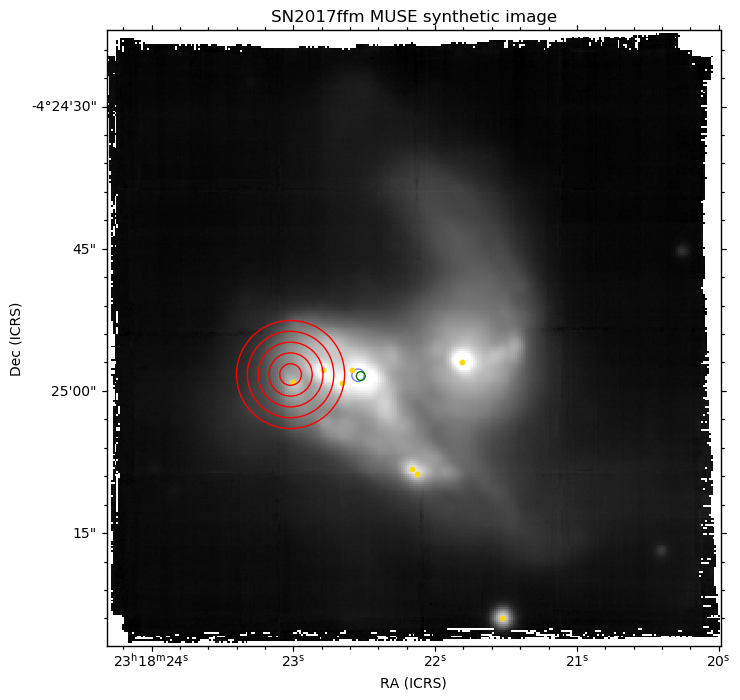 SN2017ffm MUSE synthetic image
-4°24'30"
45"
25'00"
15"
Dec (ICRS)
23ʰ18ᵐ24ˢ
23ˢ
22ˢ
21ˢ
20ˢ
RA (ICRS)